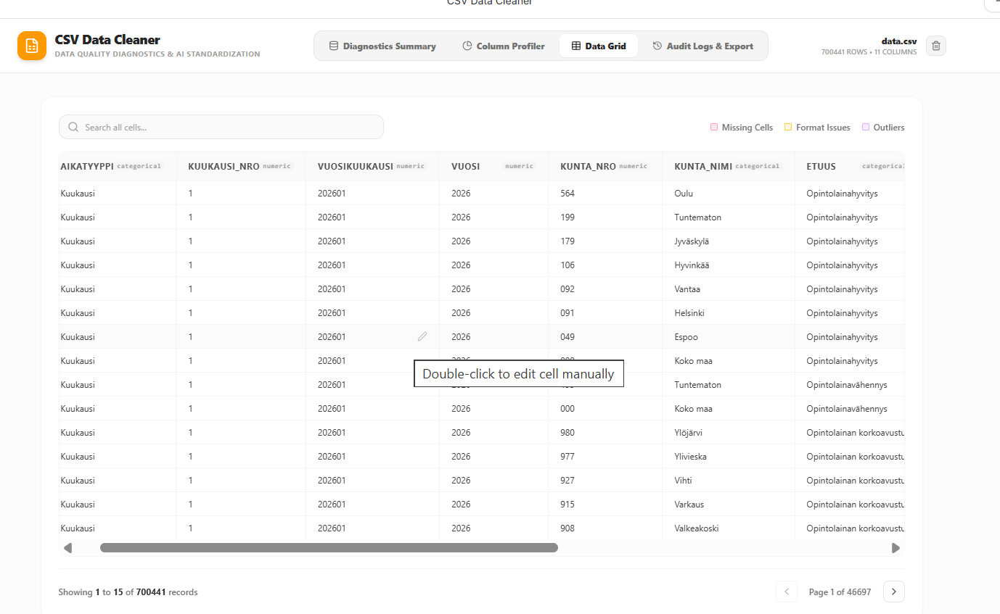 CSV Data Cleaner
CSV Data Cleaner
DATA QUALITY DIAGNOSTICS & AI STANDARDIZATION
Diagnostics Summary
Column Profiler
Data Grid
Audit Logs & Export
data.csv
700441 ROWS • 11 COLUMNS
Search all cells...
Missing Cells
Format Issues
Outliers
AIKATYYPPI categorical KUUKAUSI_NRO numeric VUOSIKUUKAUSI numeric VUOSI numeric KUNTA_NRO numeric KUNTA_NIMI categorical ETUUS categorical
Kuukausi 1 202601 2026 564 Oulu Opintolainahyvitys
Kuukausi 1 202601 2026 199 Tuntematon Opintolainahyvitys
Kuukausi 1 202601 2026 179 Jyväskylä Opintolainahyvitys
Kuukausi 1 202601 2026 106 Hyvinkää Opintolainahyvitys
Kuukausi 1 202601 2026 092 Vantaa Opintolainahyvitys
Kuukausi 1 202601 2026 091 Helsinki Opintolainahyvitys
Kuukausi 1 202601 2026 049 Espoo Opintolainahyvitys
Kuukausi 1 202601 Koko maa Opintolainahyvitys
Double-click to edit cell manually
Kuukausi 1 202601 Tuntematon Opintolainavähennys
Kuukausi 1 202601 2026 000 Koko maa Opintolainavähennys
Kuukausi 1 202601 2026 980 Ylöjärvi Opintolainan korkoavustu
Kuukausi 1 202601 2026 977 Ylivieska Opintolainan korkoavustu
Kuukausi 1 202601 2026 927 Vihti Opintolainan korkoavustu
Kuukausi 1 202601 2026 915 Varkaus Opintolainan korkoavustu
Kuukausi 1 202601 2026 908 Valkeakoski Opintolainan korkoavustu
Showing 1 to 15 of 700441 records
Page 1 of 46697